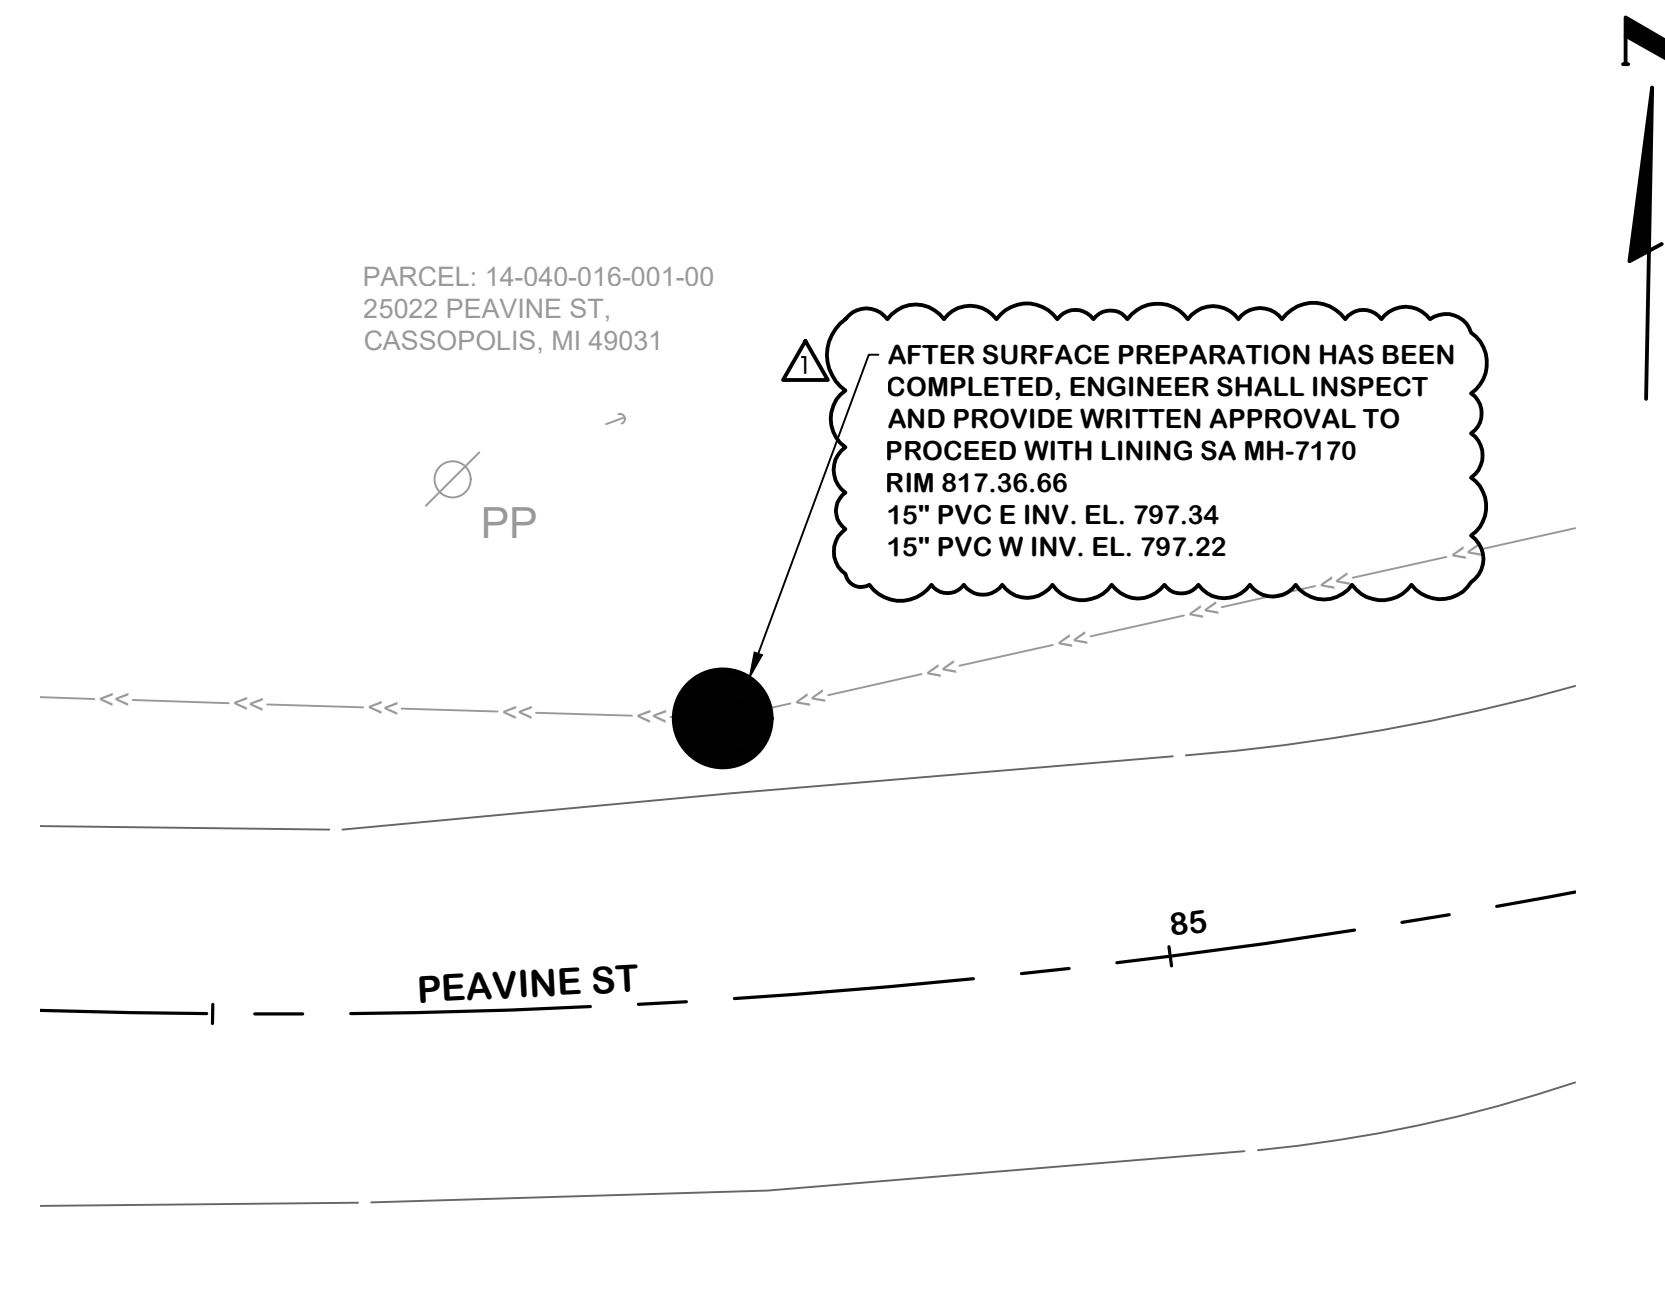 PARCEL: 14-040-016-001-00
25022 PEAVINE ST,
CASSOPOLIS, MI 49031
1
AFTER SURFACE PREPARATION HAS BEEN
COMPLETED, ENGINEER SHALL INSPECT
AND PROVIDE WRITTEN APPROVAL TO
PROCEED WITH LINING SA MH-7170
RIM 817.36.66
15" PVC E INV. EL. 797.34
15" PVC W INV. EL. 797.22
PP
85
PEAVINE ST